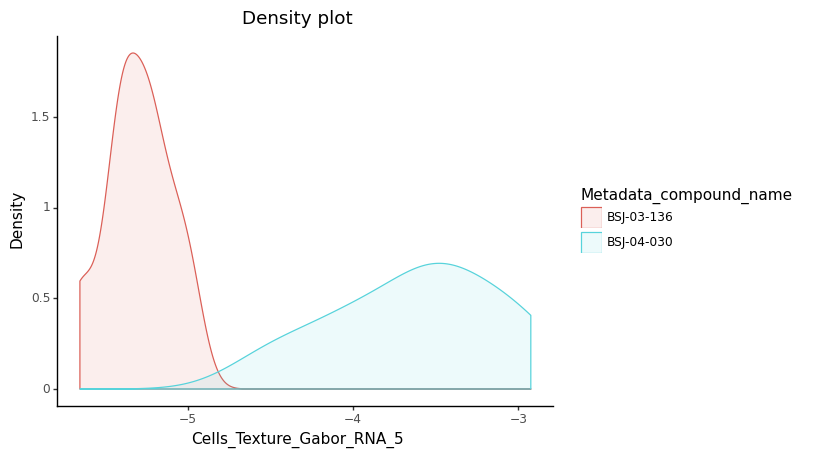 Density plot
1.5
1
0.5
0
Density
−5
−4
−3
Cells_Texture_Gabor_RNA_5
Metadata_compound_name
BSJ-03-136
BSJ-04-030